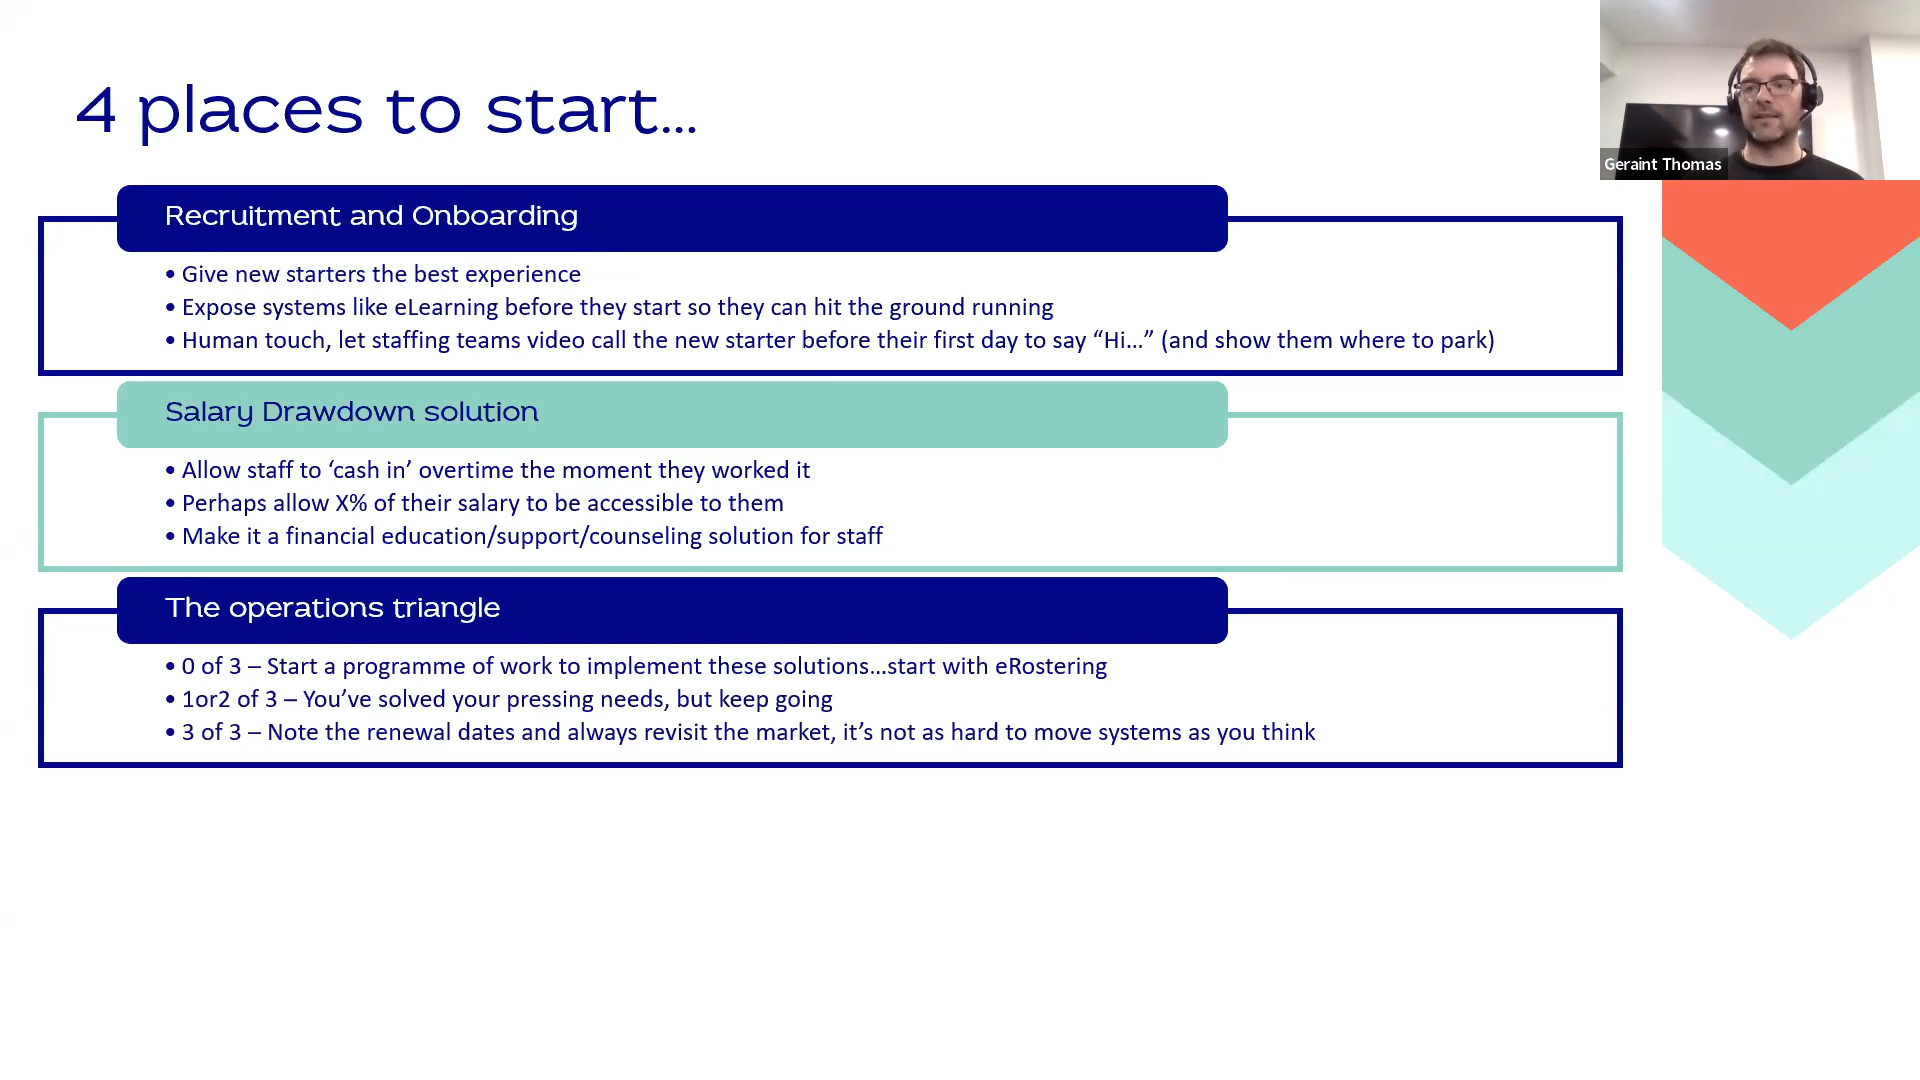 4 places to start...
Geraint Thomas
Recruitment and Onboarding
• Give new starters the best experience
• Expose systems like eLearning before they start so they can hit the ground running
• Human touch, let staffing teams video call the new starter before their first day to say “Hi...” (and show them where to park)
Salary Drawdown solution
• Allow staff to ‘cash in’ overtime the moment they worked it
• Perhaps allow X% of their salary to be accessible to them
• Make it a financial education/support/counseling solution for staff
The operations triangle
• 0 of 3 – Start a programme of work to implement these solutions...start with eRostering
• 1or2 of 3 – You’ve solved your pressing needs, but keep going
• 3 of 3 – Note the renewal dates and always revisit the market, it’s not as hard to move systems as you think